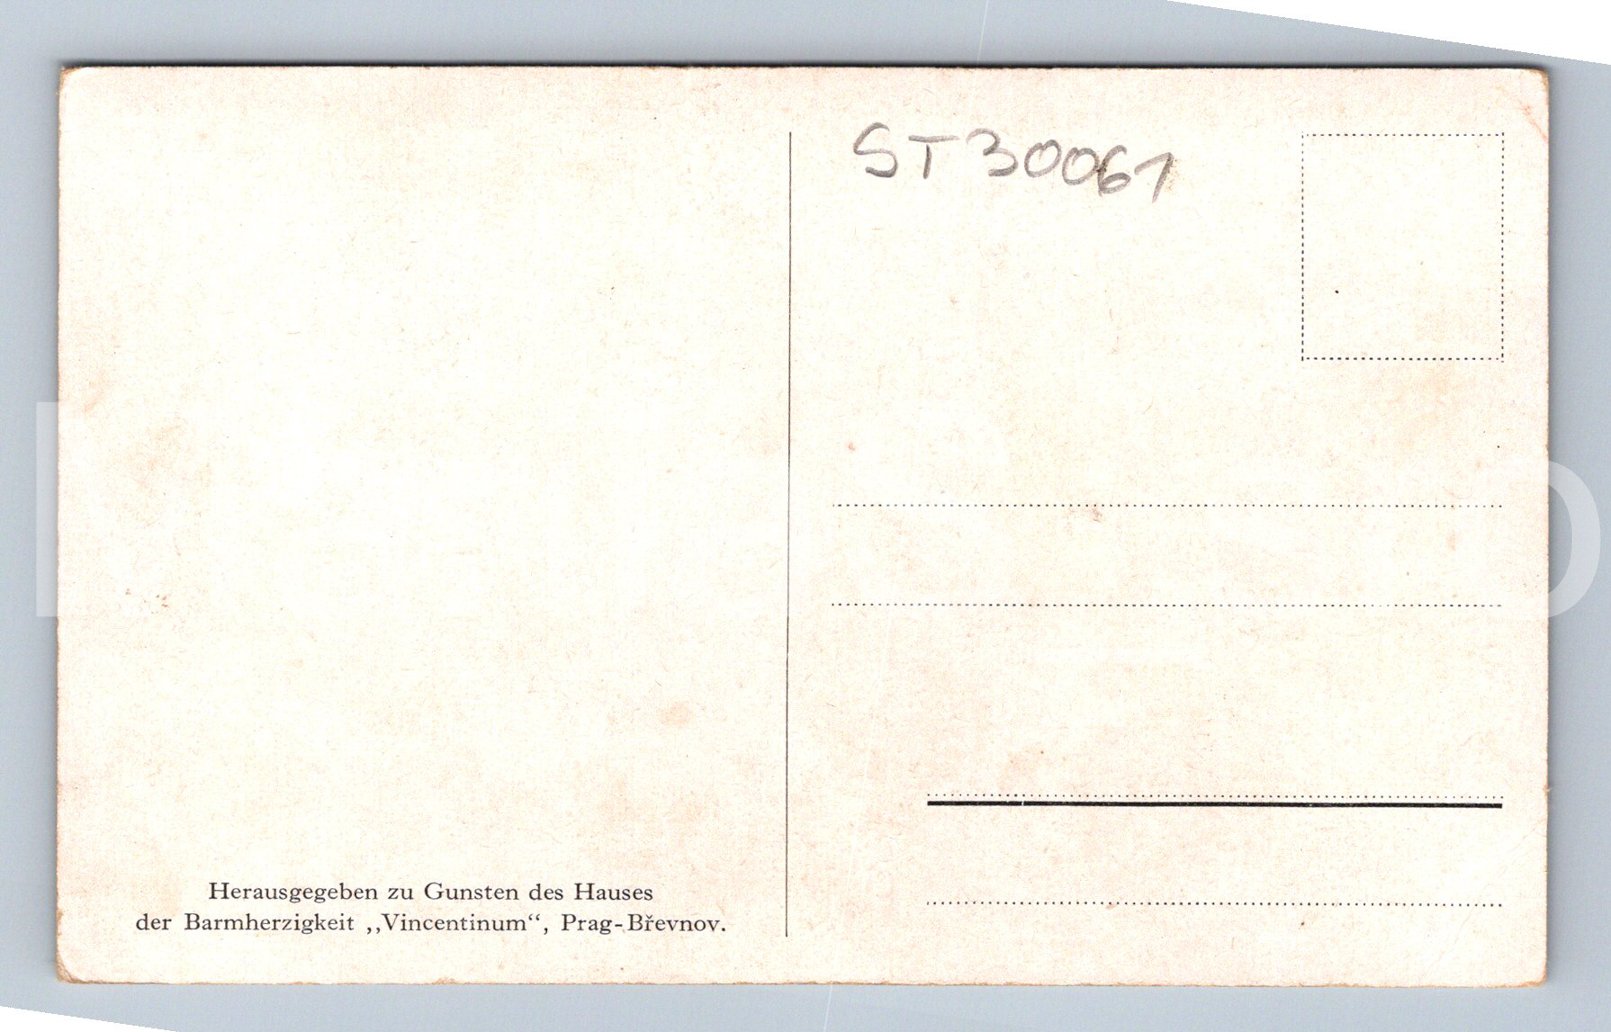 ST30061
Herausgegeben zu Gunsten des Hauses
der Barmherzigkeit ,,Vincentinum“, Prag-Břevnov.